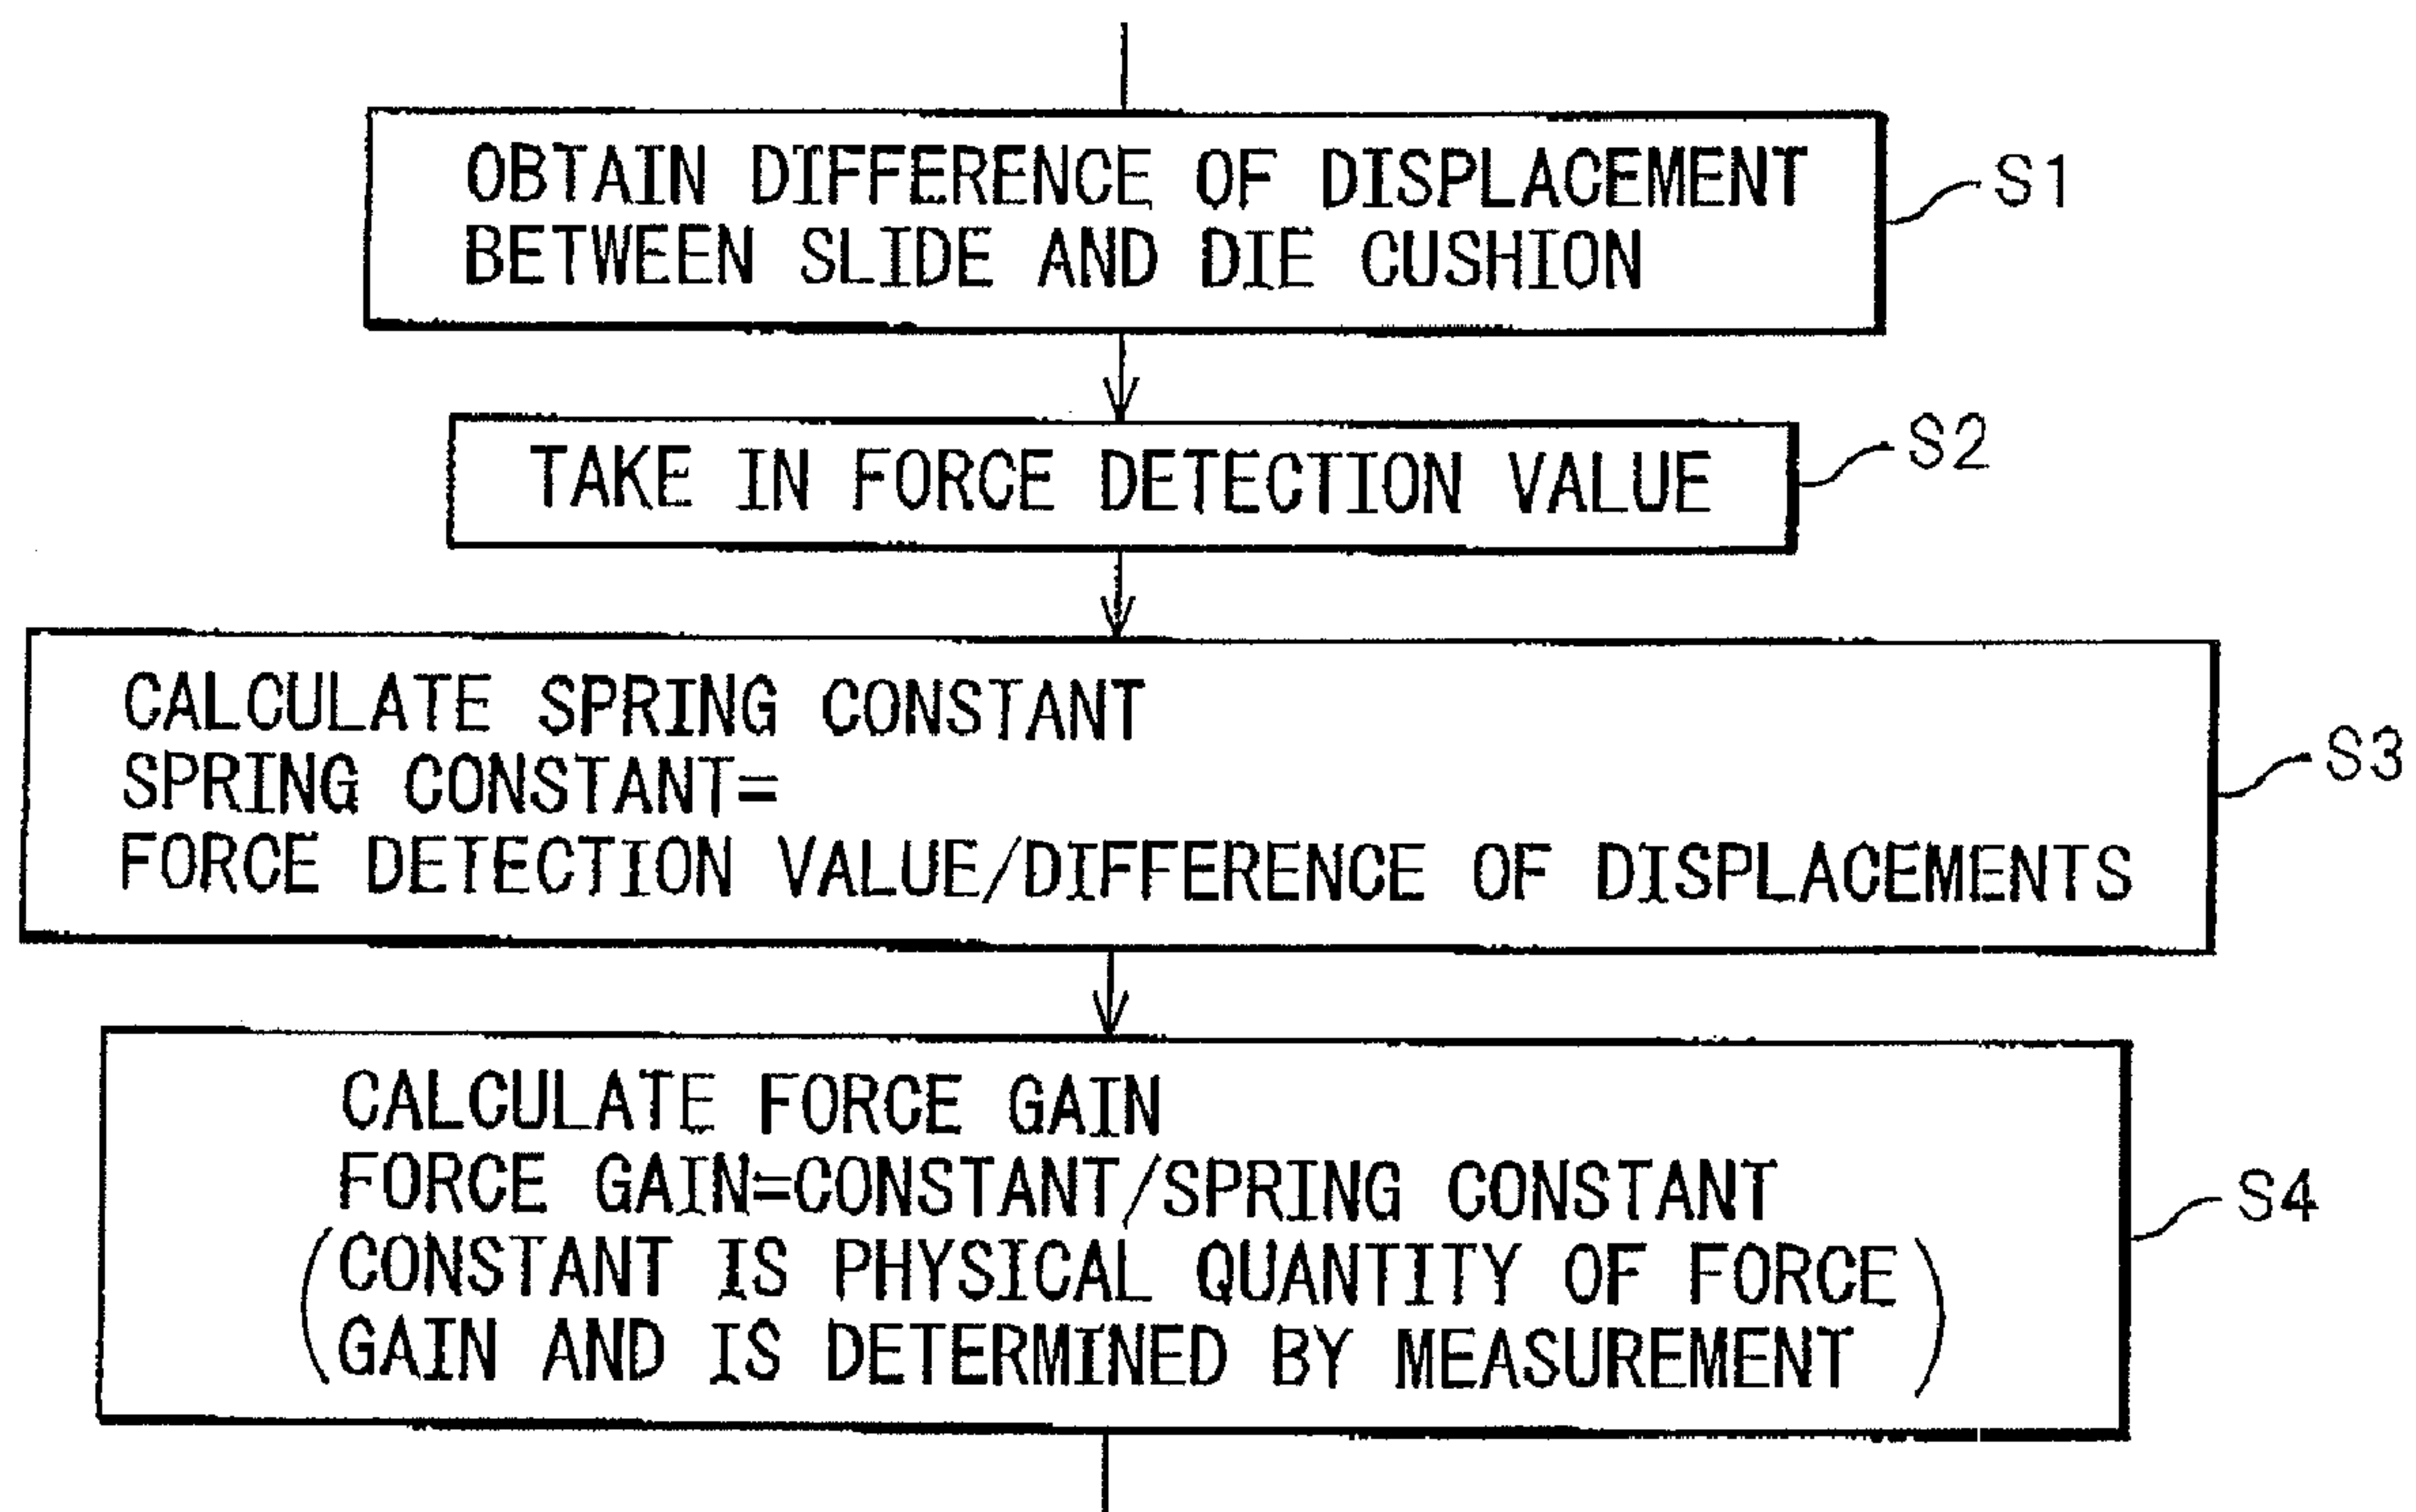 OBTAIN DIFFERENCE OF DISPLACEMENT
BETWEEN SLIDE AND DIE CUSHION
S1
TAKE IN FORCE DETECTION VALUE
S2
CALCULATE SPRING CONSTANT
SPRING CONSTANT=
FORCE DETECTION VALUE/DIFFERENCE OF DISPLACEMENTS
S3
CALCULATE FORCE GAIN
FORCE GAIN=CONSTANT/SPRING CONSTANT
(CONSTANT IS PHYSICAL QUANTITY OF FORCE
GAIN AND IS DETERMINED BY MEASUREMENT)
S4